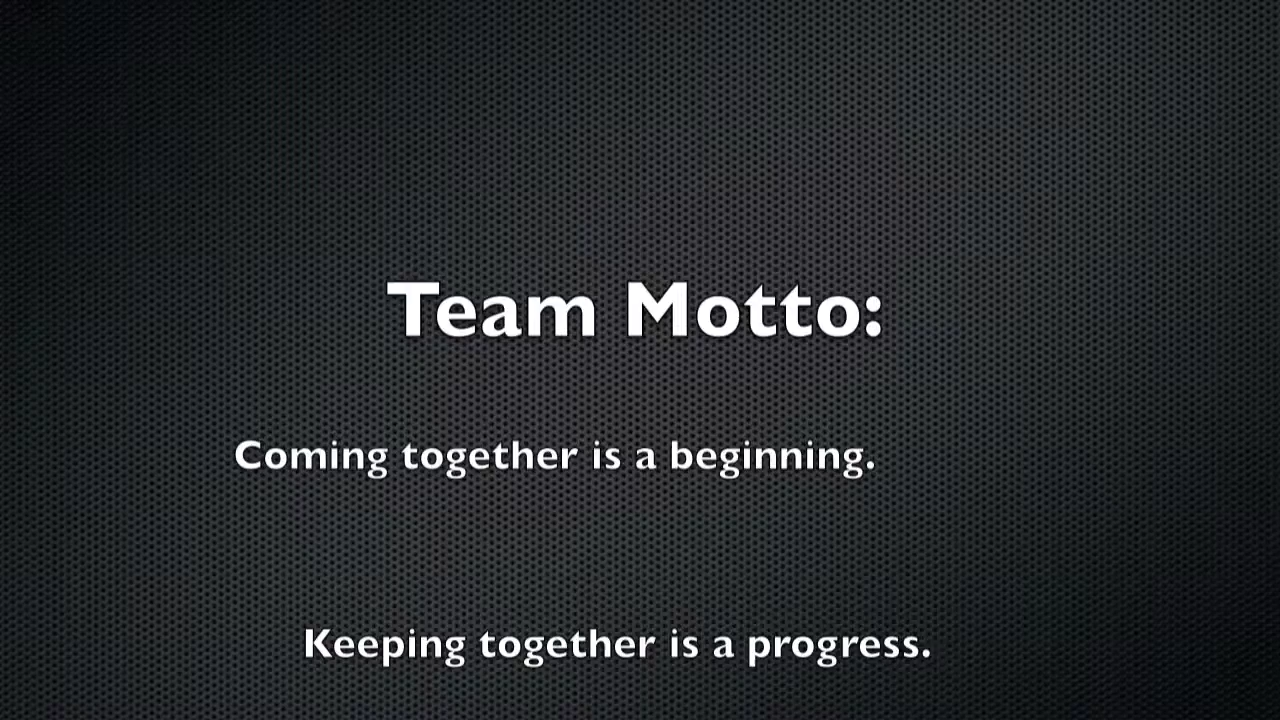 Team Motto:
Coming together is a beginning.
Keeping together is a progress.